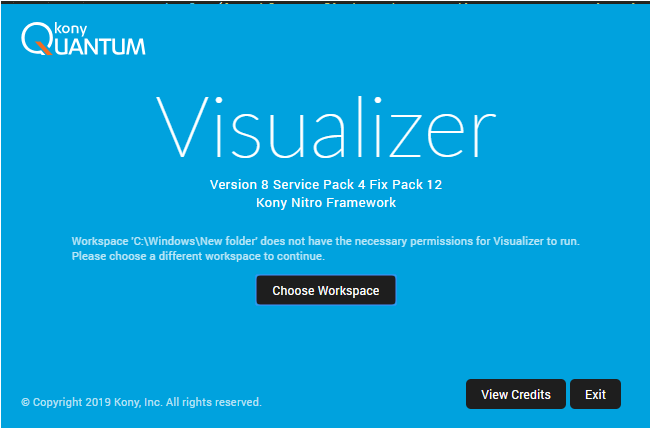 kony
QUANTUM
Visualizer
Version 8 Service Pack 4 Fix Pack 12
Kony Nitro Framework
Workspace 'C:\Windows\New folder' does not have the necessary permissions for Visualizer to run.
Please choose a different workspace to continue.
Choose Workspace
View Credits
Exit
© Copyright 2019 Kony, Inc. All rights reserved.